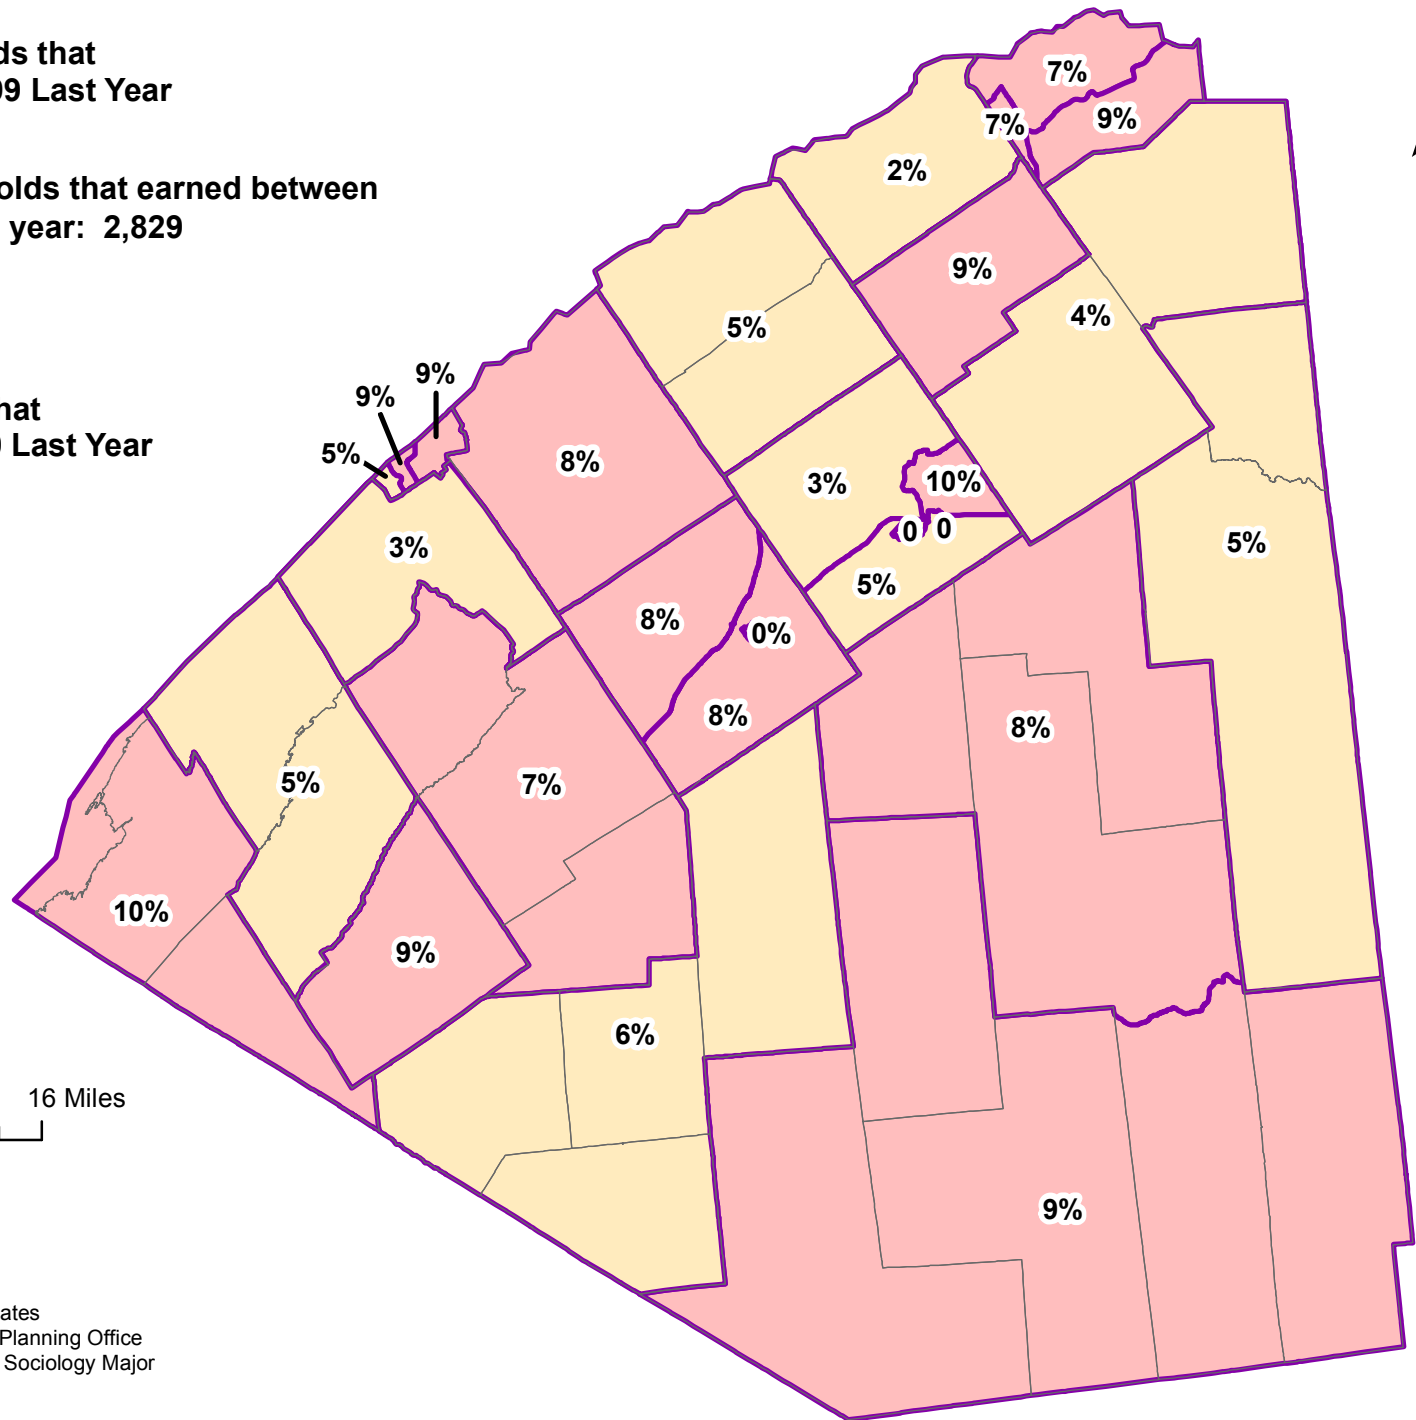 ds that
99 Last Year
olds that earned between
year: 2,829
hat
Last Year
7%
7%
9%
2%
9%
4%
5%
9%
9%
5%
8%
3%
10%
0
0
5%
5%
3%
8%
0%
8%
8%
5%
7%
10%
9%
6%
9%
16 Miles
ates
Planning Office
Sociology Major